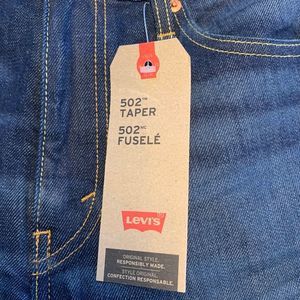 502™
TAPER
502ᴹᶜ
FUSELÉ
Levi's
ORIGINAL STYLE.
RESPONSIBLY MADE.
STYLE ORIGINAL.
CONFECTION RESPONSABLE.